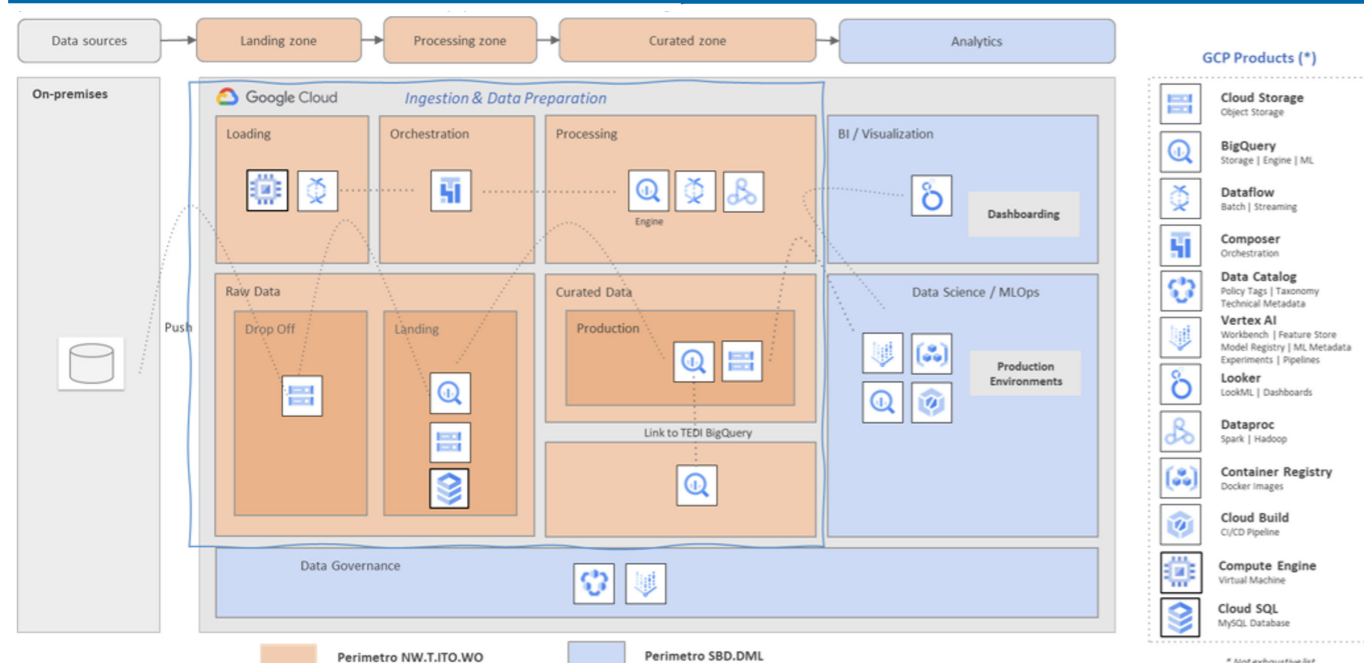 Data sources
Landing zone
Processing zone
Curated zone
Analytics
GCP Products (*)
On-premises
Google Cloud
Ingestion & Data Preparation
Loading
Orchestration
Processing
Engine
BI / Visualization
Dashboarding
Push
Raw Data
Drop Off
Landing
Curated Data
Production
Link to TEDI BigQuery
Data Science / MLOps
Production
Environments
Data Governance
Cloud Storage
Object Storage
BigQuery
Storage | Engine | ML
Dataflow
Batch | Streaming
Composer
Orchestration
Data Catalog
Policy Tags | Taxonomy
Technical Metadata
Vertex AI
Workbench | Feature Store
Model Registry | ML Metadata
Experiments | Pipelines
Looker
LookML | Dashboards
Dataproc
Spark | Hadoop
Container Registry
Docker Images
Cloud Build
CI/CD Pipeline
Compute Engine
Virtual Machine
Cloud SQL
MySQL Database
Perimetro NW.T.ITO.WO
Perimetro SBD.DML
* Not exhaustive list